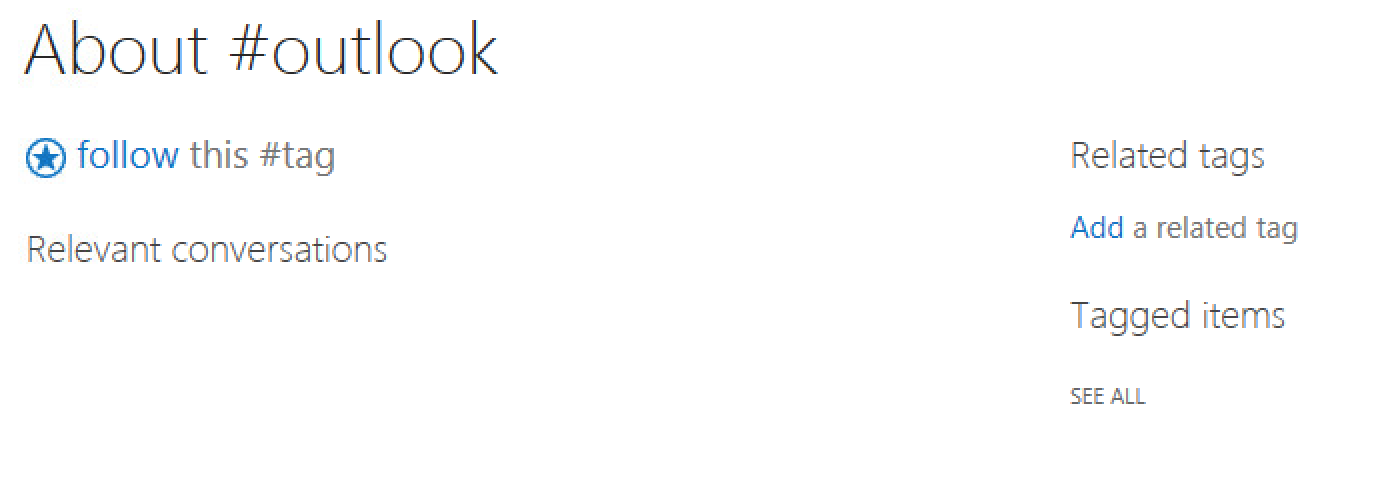 About #outlook
follow this #tag
Relevant conversations
Related tags
Add a related tag
Tagged items
SEE ALL